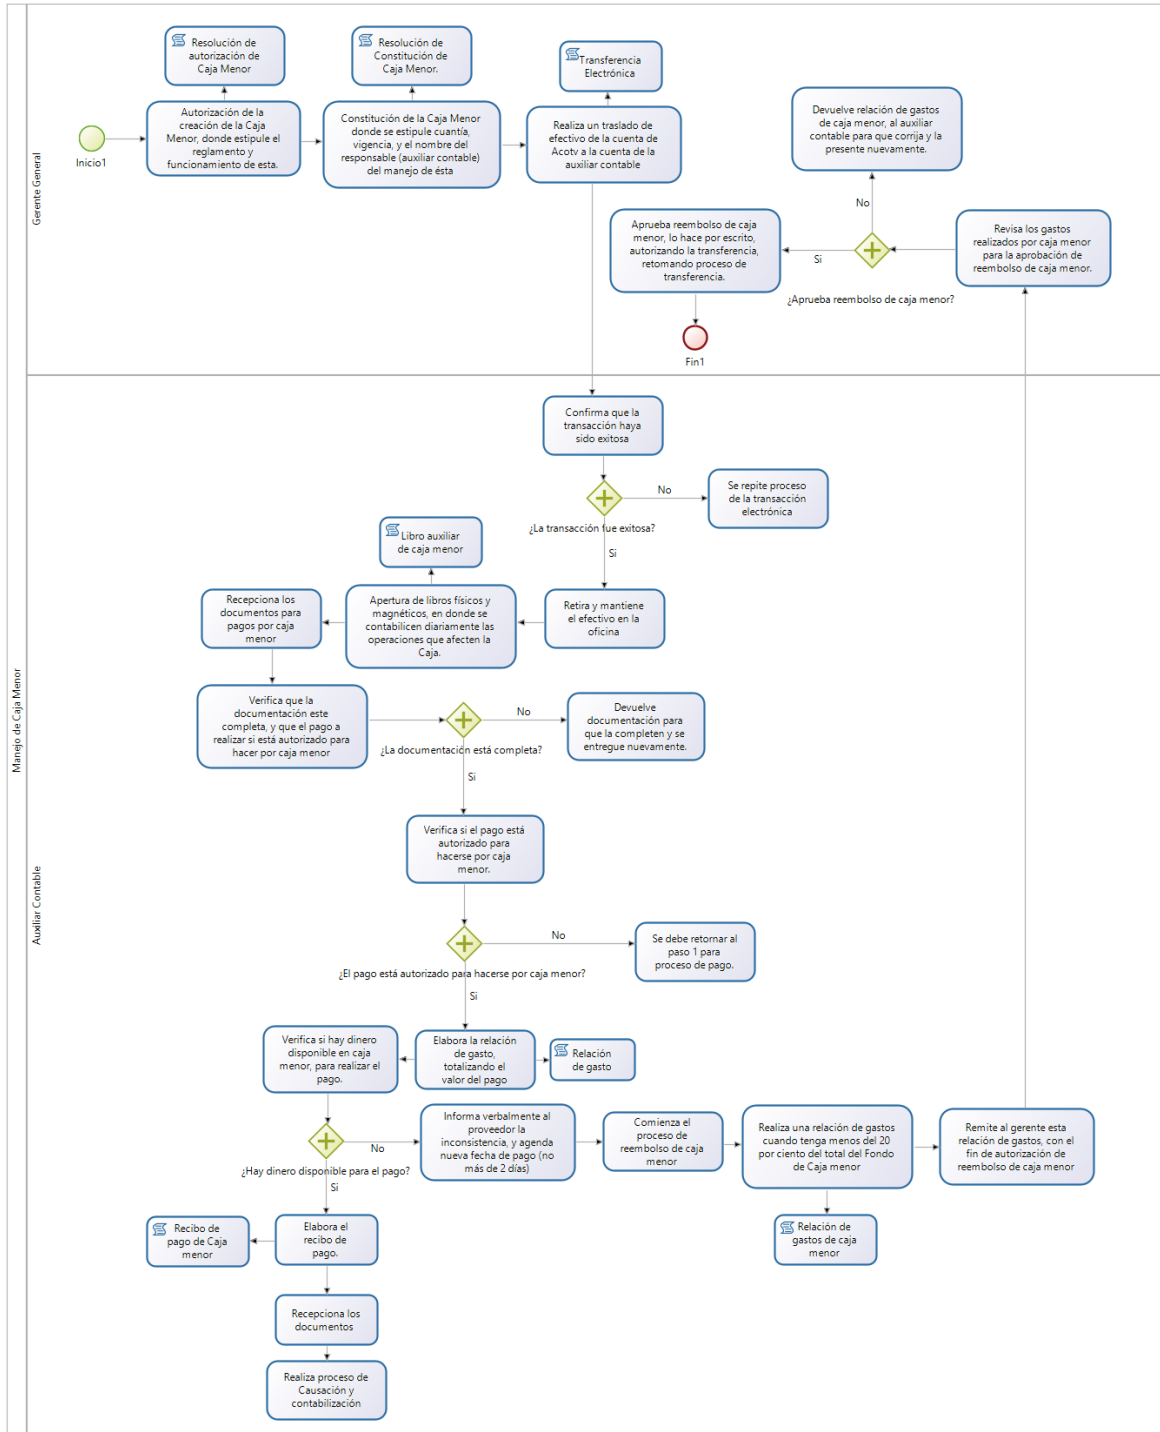 Manejo de Caja Menor
Gerente General
Inicio1
Resolución de
autorización de
Caja Menor
Autorización de la
creación de la Caja
Menor, donde estipule el
reglamento y
funcionamiento de esta.
Resolución de
Constitución de
Caja Menor.
Constitución de la Caja Menor
donde se estipule cuantía,
vigencia, y el nombre del
responsable (auxiliar contable)
del manejo de ésta
Transferencia
Electrónica
Realiza un traslado de
efectivo de la cuenta de
Acotv a la cuenta de la
auxiliar contable
Devuelve relación de gastos
de caja menor, al auxiliar
contable para que corrija y la
presente nuevamente.
No
Aprueba reembolso de caja
menor, lo hace por escrito,
autorizando la transferencia,
retomando proceso de
transferencia.
Si
Revisa los gastos
realizados por caja menor
para la aprobación de
reembolso de caja menor.
¿Aprueba reembolso de caja menor?
Fin1
Auxiliar Contable
Confirma que la
transacción haya
sido exitosa
No
Se repite proceso
de la transacción
electrónica
¿La transacción fue exitosa?
Si
Libro auxiliar
de caja menor
Recepciona los
documentos para
pagos por caja
menor
Apertura de libros físicos y
magnéticos, en donde se
contabilicen diariamente las
operaciones que afecten la
Caja.
Retira y mantiene
el efectivo en la
oficina
Verifica que la
documentación este
completa, y que el pago a
realizar si está autorizado para
hacer por caja menor
No
Devuelve
documentación para
que la completen y se
entregue nuevamente.
¿La documentación está completa?
Si
Verifica si el pago está
autorizado para
hacerse por caja
menor.
No
Se debe retornar al
paso 1 para
proceso de pago.
¿El pago está autorizado para hacerse por caja menor?
Si
Verifica si hay dinero
disponible en caja
menor, para realizar el
pago.
Elabora la relación
de gasto,
totalizando el
valor del pago
Relación
de gasto
No
Informa verbalmente al
proveedor la
inconsistencia, y agenda
nueva fecha de pago (no
más de 2 días)
Comienza el
proceso de
reembolso de caja
menor
Realiza una relación de gastos
cuando tenga menos del 20
por ciento del total del Fondo
de Caja menor
Remite al gerente esta
relación de gastos, con el
fin de autorización de
reembolso de caja menor
¿Hay dinero disponible para el pago?
Si
Recibo de
pago de Caja
menor
Elabora el
recibo de
pago.
Relación de
gastos de caja
menor
Recepciona los
documentos
Realiza proceso de
Causación y
contabilización